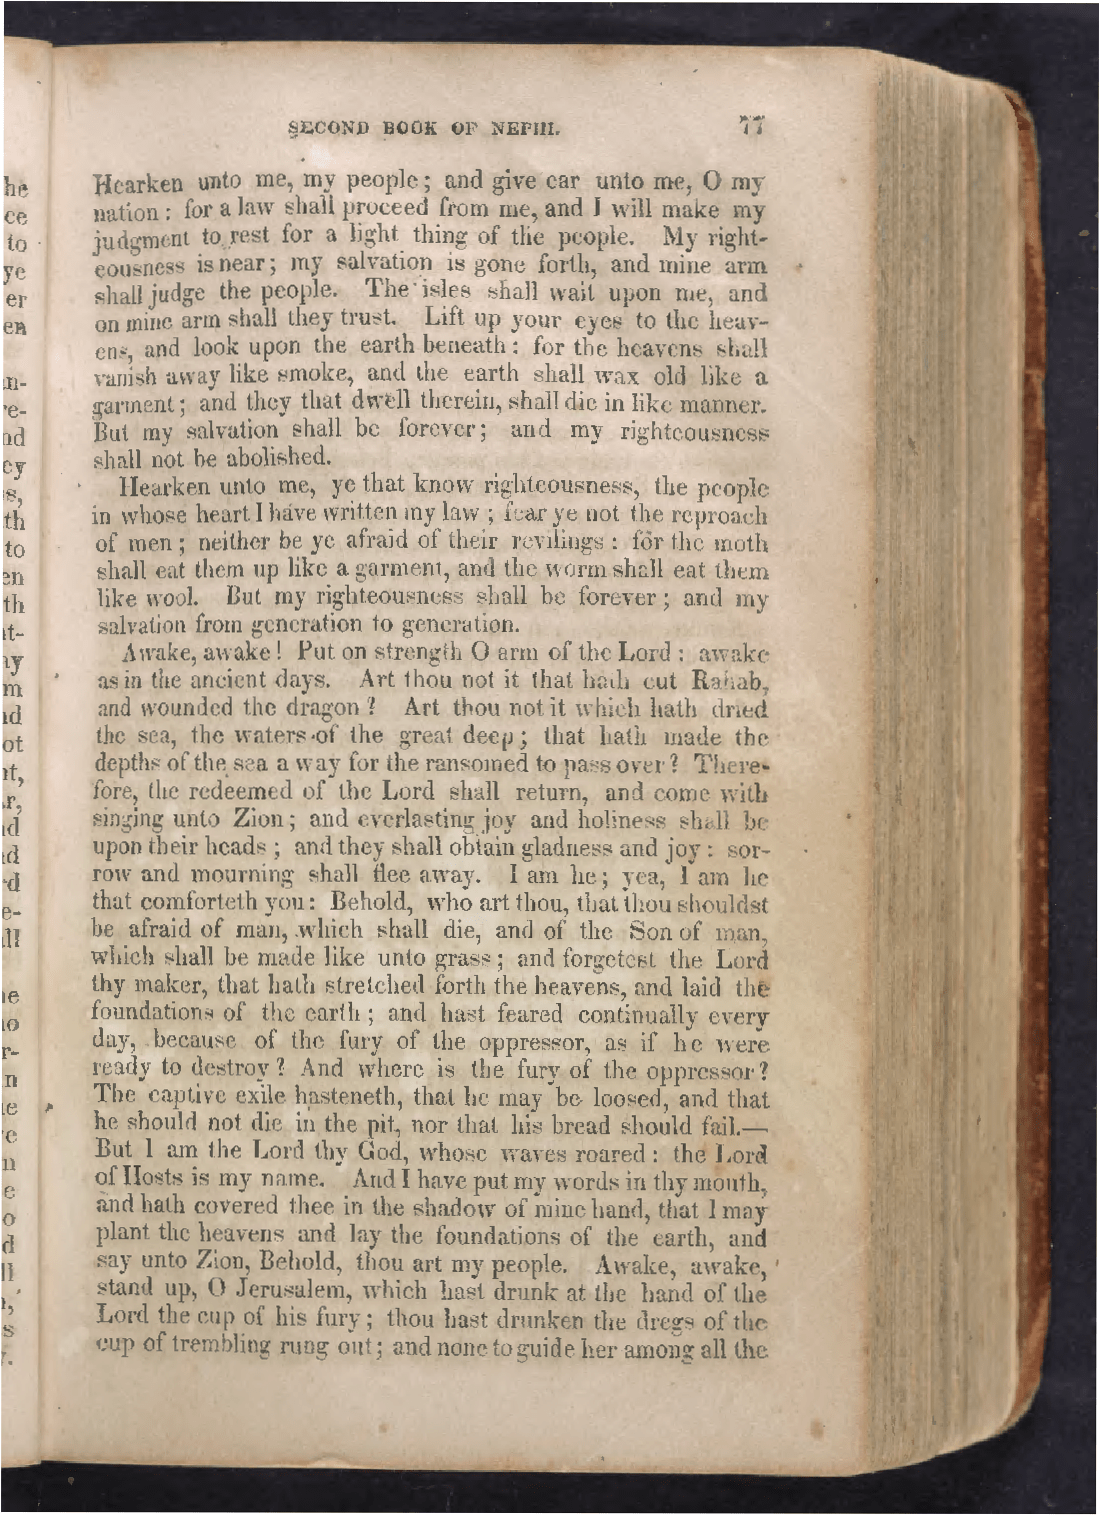 SECOND BOOK OF NEPHI. 77
Hearken unto me, my people; and give ear unto me, O my
nation: for a law shall proceed from me, and I will make my
judgment to rest for a light thing of the people. My right-
eousness is near; my salvation is gone forth, and mine arm
shall judge the people. The isles shall wait upon me, and
on mine arm shall they trust. Lift up your eyes to the heav-
ens, and look upon the earth beneath: for the heavens shall
vanish away like smoke, and the earth shall wax old like a
garment; and they that dwell therein, shall die in like manner.
But my salvation shall be forever; and my righteousness
shall not be abolished.
Hearken unto me, ye that know righteousness, the people
in whose heart I have written my law; fear ye not the reproach
of men; neither be ye afraid of their revilings: for the moth
shall eat them up like a garment, and the worm shall eat them
like wool. But my righteousness shall be forever; and my
salvation from generation to generation.
Awake, awake! Put on strength O arm of the Lord: awake
as in the ancient days. Art thou not it that hath cut Rahab,
and wounded the dragon? Art thou not it which hath dried
the sea, the waters of the great deep; that hath made the
depths of the sea a way for the ransomed to pass over? There-
fore, the redeemed of the Lord shall return, and come with
singing unto Zion; and everlasting joy and holiness shall be
upon their heads; and they shall obtain gladness and joy: sor-
row and mourning shall flee away. I am he; yea, I am he
that comforteth you: Behold, who art thou, that thou shouldst
be afraid of man, which shall die, and of the Son of man,
which shall be made like unto grass; and forgetest the Lord
thy maker, that hath stretched forth the heavens, and laid the
foundations of the earth; and hast feared continually every
day, because of the fury of the oppressor, as if he were
ready to destroy? And where is the fury of the oppressor?
The captive exile hasteneth, that he may be loosed, and that
he should not die in the pit, nor that his bread should fail.—
But I am the Lord thy God, whose waves roared: the Lord
of Hosts is my name. And I have put my words in thy mouth,
and hath covered thee in the shadow of mine hand, that I may
plant the heavens and lay the foundations of the earth, and
say unto Zion, Behold, thou art my people. Awake, awake,
stand up, O Jerusalem, which hast drunk at the hand of the
Lord the cup of his fury; thou hast drunken the dregs of the
cup of trembling rung out; and none to guide her among all the